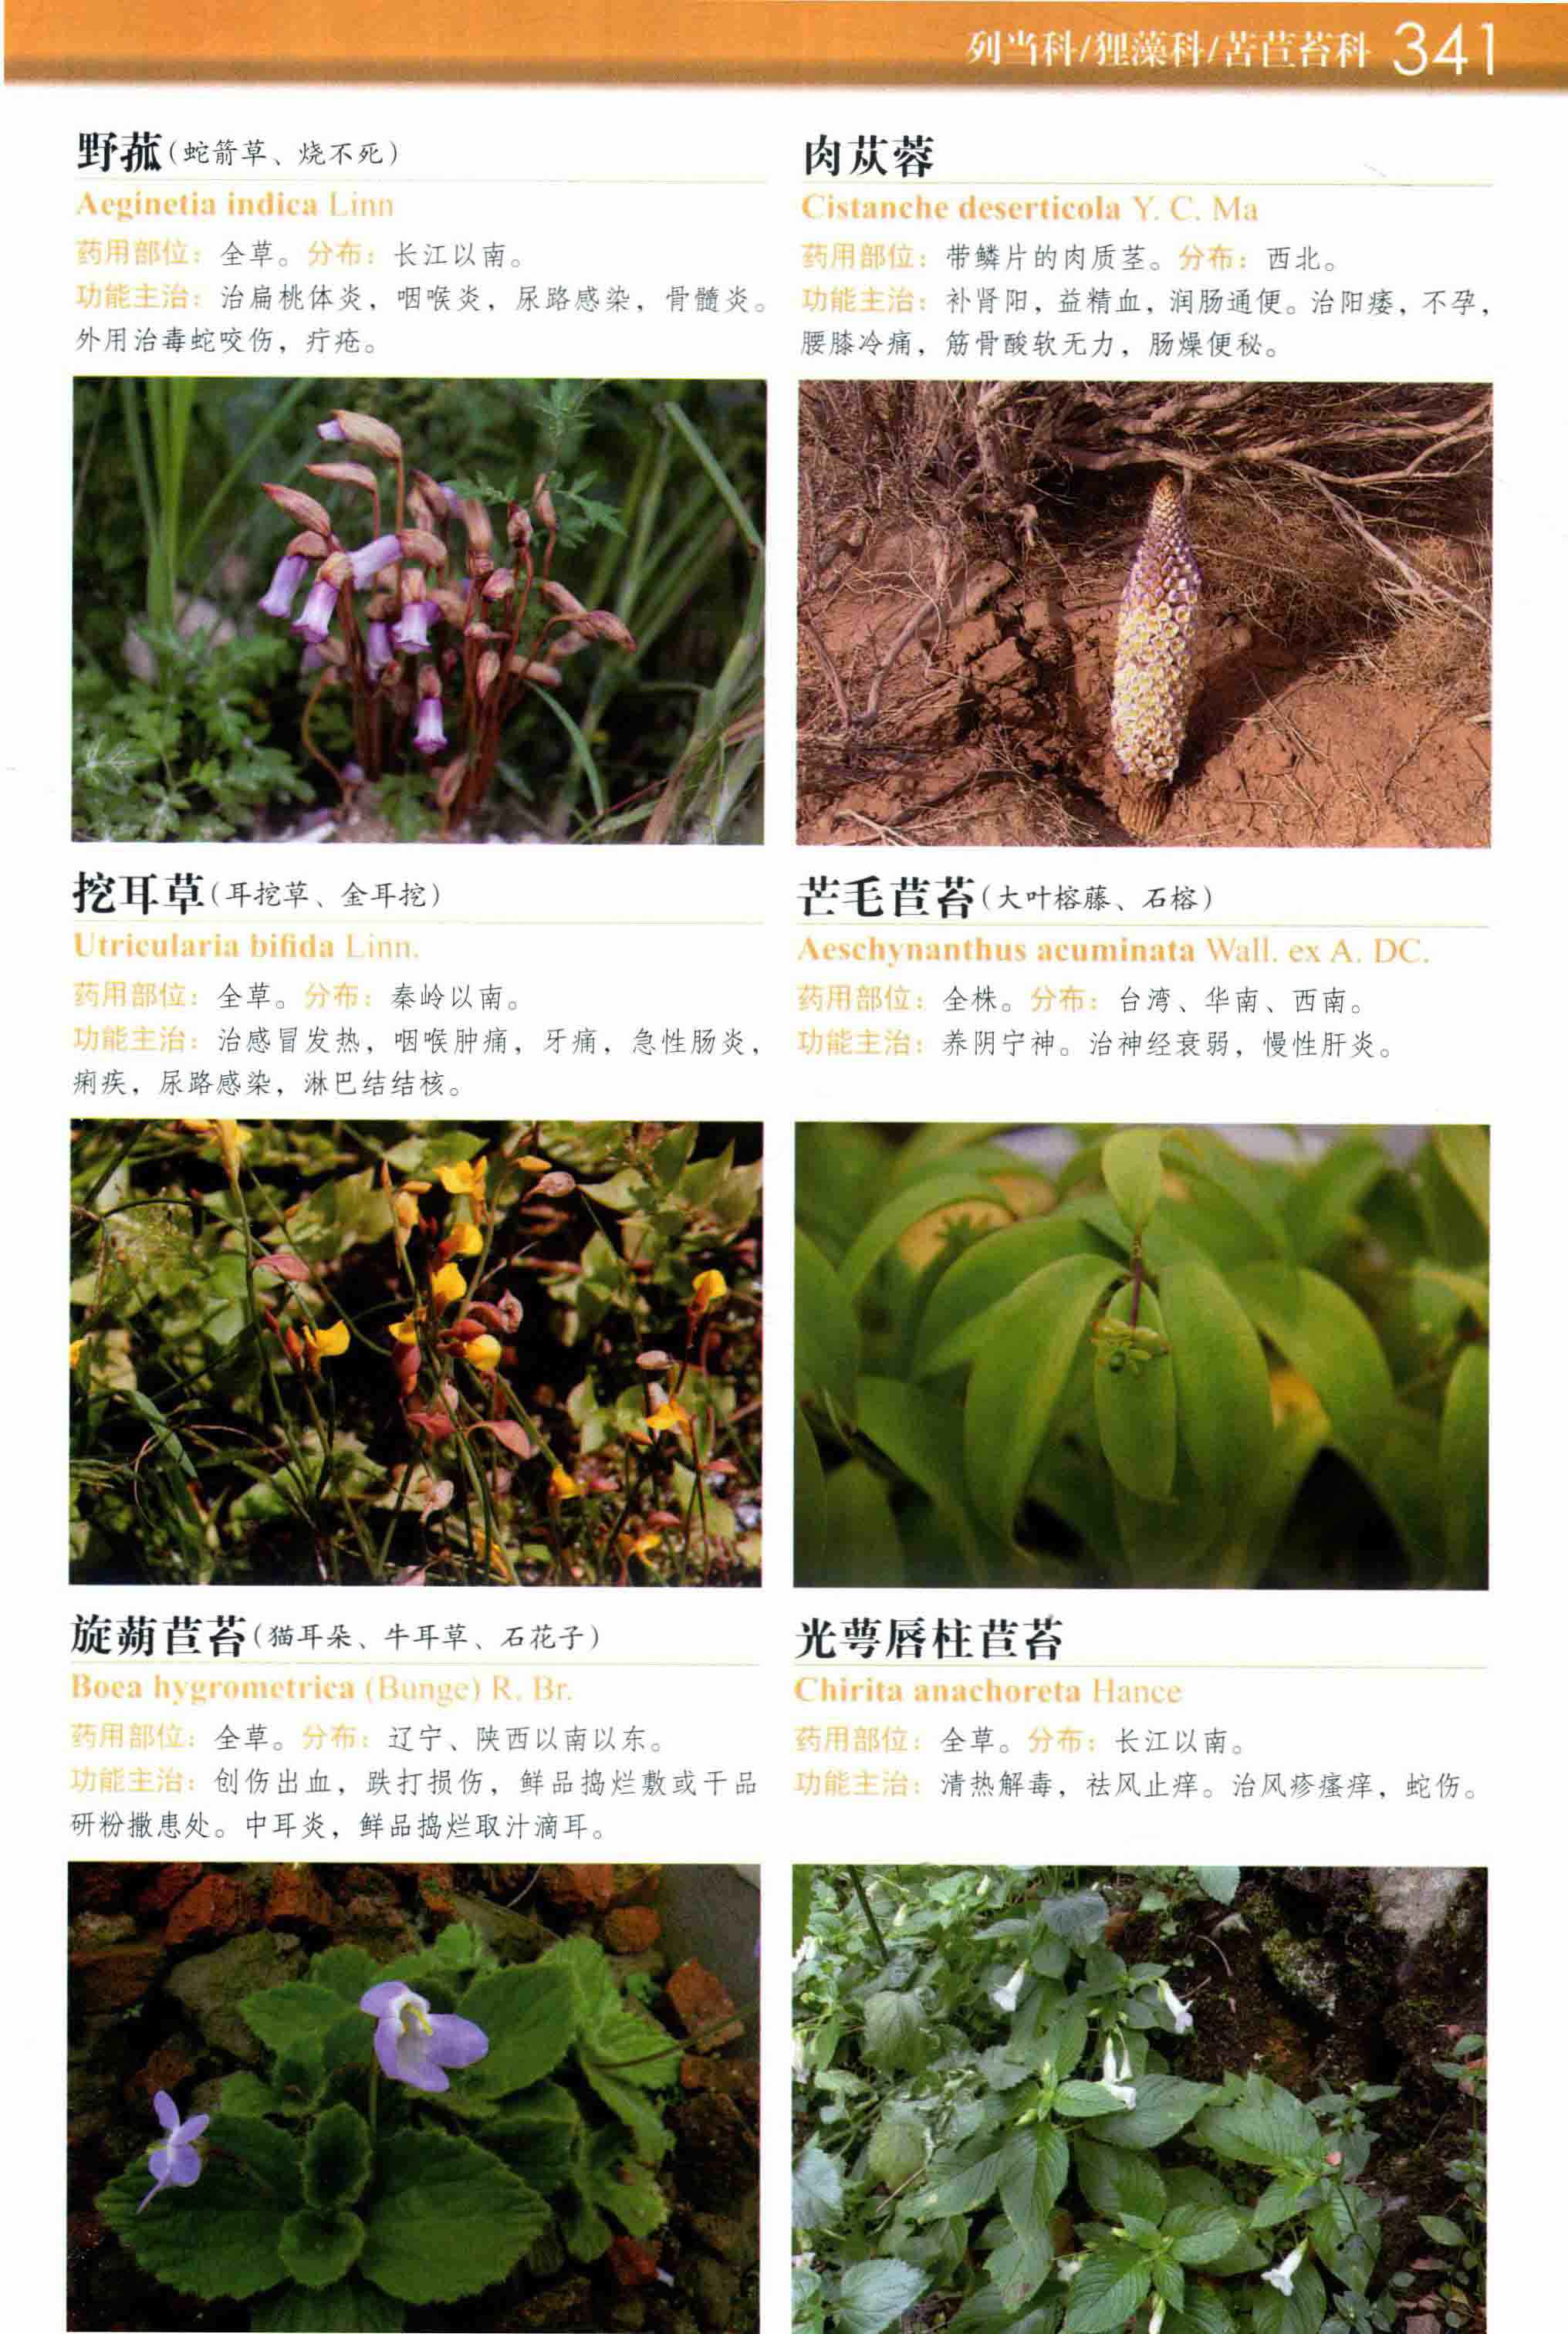 列当科/狸藻科/苦苣苔科 341
野菰(蛇箭草、烧不死)
Aeginetia indica Linn
药用部位：全草。分布：长江以南。
功能主治：治扁桃体炎，咽喉炎，尿路感染，骨髓炎。
外用治毒蛇咬伤，疔疮。
肉苁蓉
Cistanche deserticola Y. C. Ma
药用部位：带鳞片的肉质茎。分布：西北。
功能主治：补肾阳，益精血，润肠通便。治阳痿，不孕，
腰膝冷痛，筋骨酸软无力，肠燥便秘。
挖耳草(耳挖草、金耳挖)
Utricularia bifida Linn.
药用部位：全草。分布：秦岭以南。
功能主治：治感冒发热，咽喉肿痛，牙痛，急性肠炎，
痢疾，尿路感染，淋巴结结核。
芒毛苣苔(大叶榕藤、石榕)
Aeschynanthus acuminata Wall. ex A. DC.
药用部位：全株。分布：台湾、华南、西南。
功能主治：养阴宁神。治神经衰弱，慢性肝炎。
旋蒴苣苔(猫耳朵、牛耳草、石花子)
Boea hygrometrica (Bunge) R. Br.
药用部位：全草。分布：辽宁、陕西以南以东。
功能主治：创伤出血，跌打损伤，鲜品捣烂敷或干品
研粉撒患处。中耳炎，鲜品捣烂取汁滴耳。
光萼唇柱苣苔
Chirita anachoreta Hance
药用部位：全草。分布：长江以南。
功能主治：清热解毒，祛风止痒。治风疹瘙痒，蛇伤。